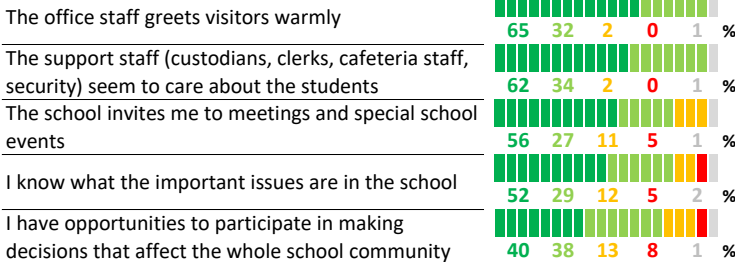 The office staff greets visitors warmly
65 32 2 0 1 %
The support staff (custodians, clerks, cafeteria staff,
security) seem to care about the students
62 34 2 0 1 %
The school invites me to meetings and special school
events
56 27 11 5 1 %
I know what the important issues are in the school
52 29 12 5 2 %
I have opportunities to participate in making
decisions that affect the whole school community
40 38 13 8 1 %